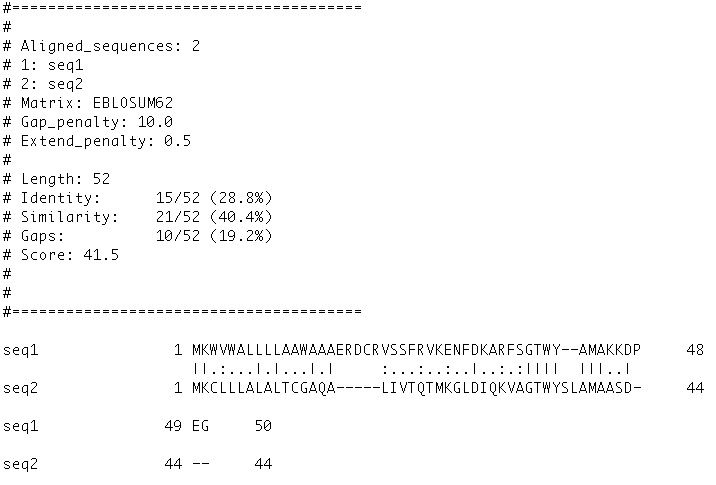 #=======================================
#
# Aligned_sequences: 2
# 1: seq1
# 2: seq2
# Matrix: EBLOSUM62
# Gap_penalty: 10.0
# Extend_penalty: 0.5
#
# Length: 52
# Identity:      15/52 (28.8%)
# Similarity:    21/52 (40.4%)
# Gaps:          10/52 (19.2%)
# Score: 41.5
#
#
#=======================================
seq1               1 MKWVWALLLLAAWAAAERDCRVSSFRVKENFDKARFSGTWY--AMAKKDP     48
                     ||.:...|.|...|.|     :...:..:..|..:.:||||  |||..|
seq2               1 MKCLLLALALTCGAQA-----LIVTQTMKGLDIQKVAGTWYSLAMAASD-     44
seq1              49 EG     50
seq2              44 --     44